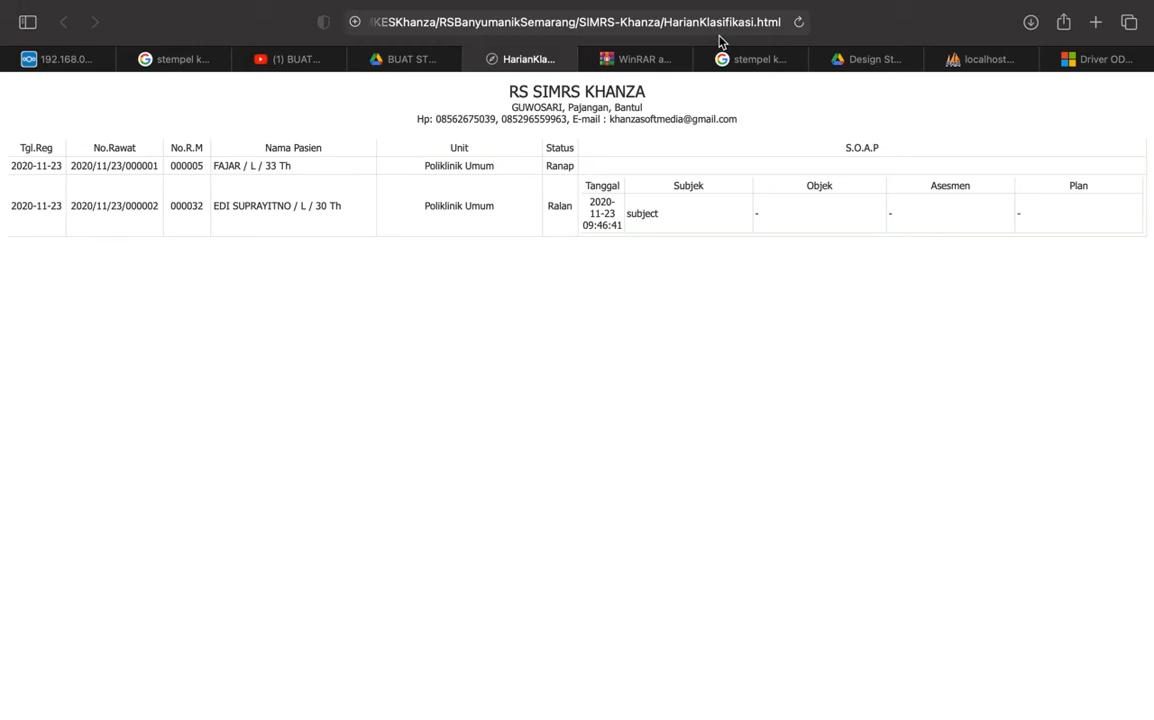 KESKhanza/RSBanyumanikSemarang/SIMRS-Khanza/HarianKlasifikasi.html
192.168.0...
stempel k...
(1) BUAT...
BUAT ST...
HarianKla...
WinRAR a...
stempel k...
Design St...
localhost...
Driver OD...
RS SIMRS KHANZA
GUWOSARI, Pajangan, Bantul
Hp: 08562675039, 085296559963, E-mail : khanzasoftmedia@gmail.com
Tgl.Reg No.Rawat No.R.M Nama Pasien Unit Status S.O.A.P
2020-11-23 2020/11/23/000001 000005 FAJAR / L / 33 Th Poliklinik Umum Ranap
Tanggal Subjek Objek Asesmen Plan
2020-11-23 2020/11/23/000002 000032 EDI SUPRAYITNO / L / 30 Th Poliklinik Umum Ralan
2020-
11-23 subject - - -
09:46:41